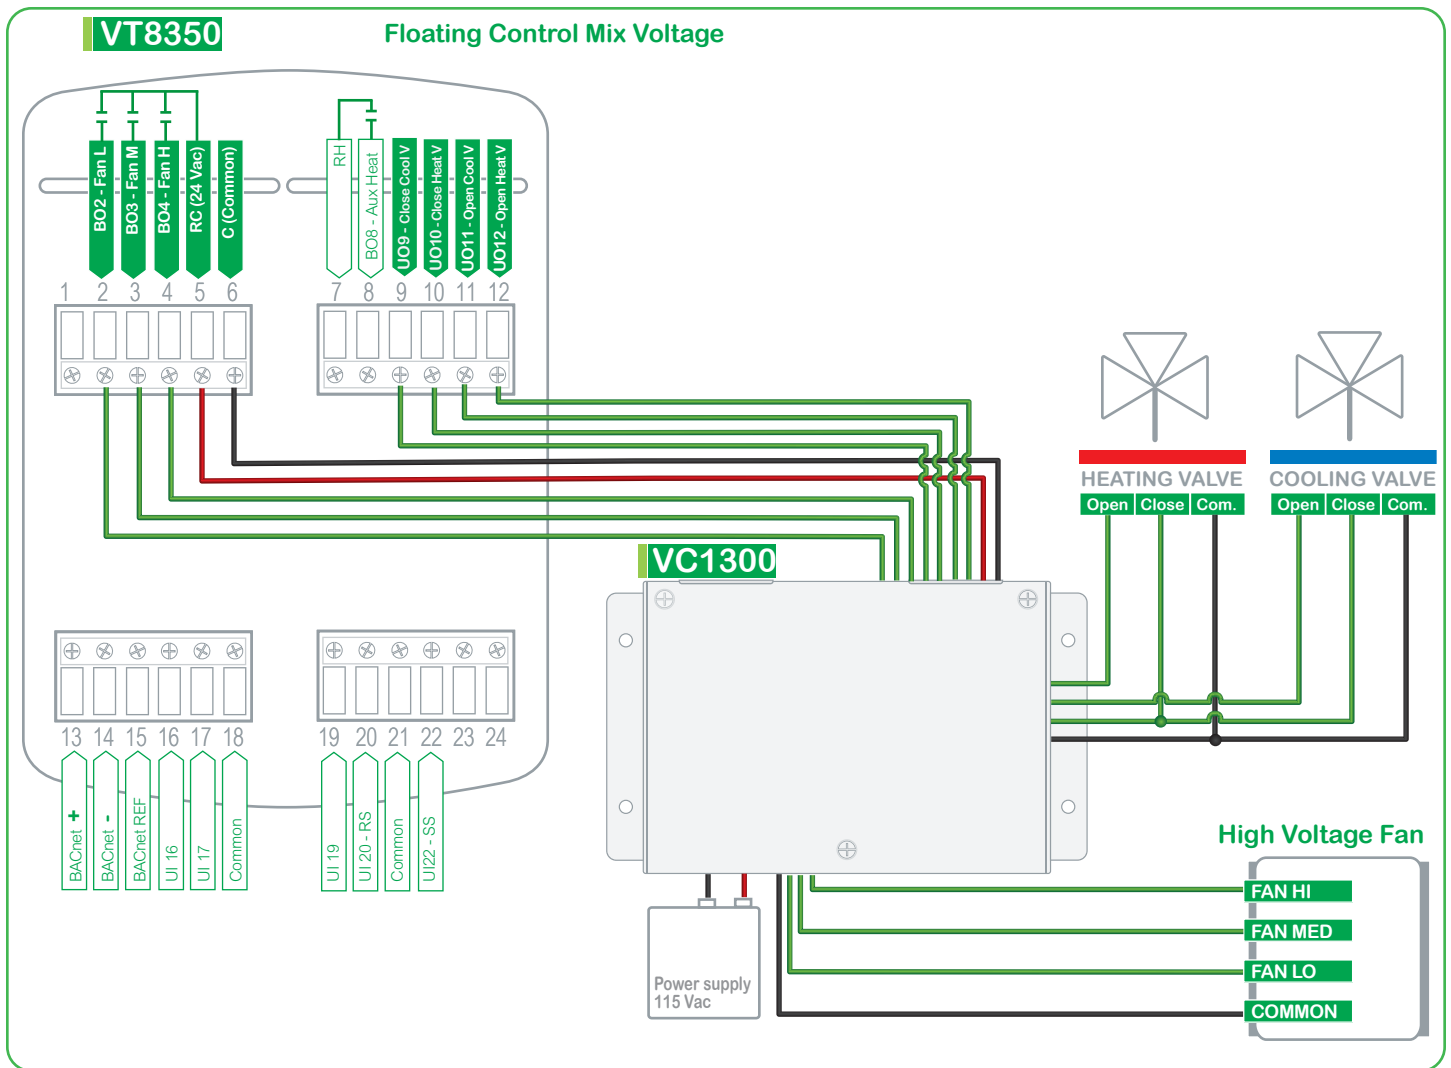 VT8350
Floating Control Mix Voltage
BO2 - Fan L
BO3 - Fan M
BO4 - Fan H
RC (24 Vac)
C (Common)
RH
BO8 - Aux Heat
UO9 - Close Cool V
UO10 - Close Heat V
UO11 - Open Cool V
UO12 - Open Heat V
1 2 3 4 5 6
7 8 9 10 11 12
HEATING VALVE
Open Close Com.
COOLING VALVE
Open Close Com.
VC1300
13 14 15 16 17 18
19 20 21 22 23 24
BACnet +
BACnet -
BACnet REF
UI 16
UI 17
Common
UI 19
UI 20 - RS
Common
UI22 - SS
Power supply
115 Vac
High Voltage Fan
FAN HI
FAN MED
FAN LO
COMMON